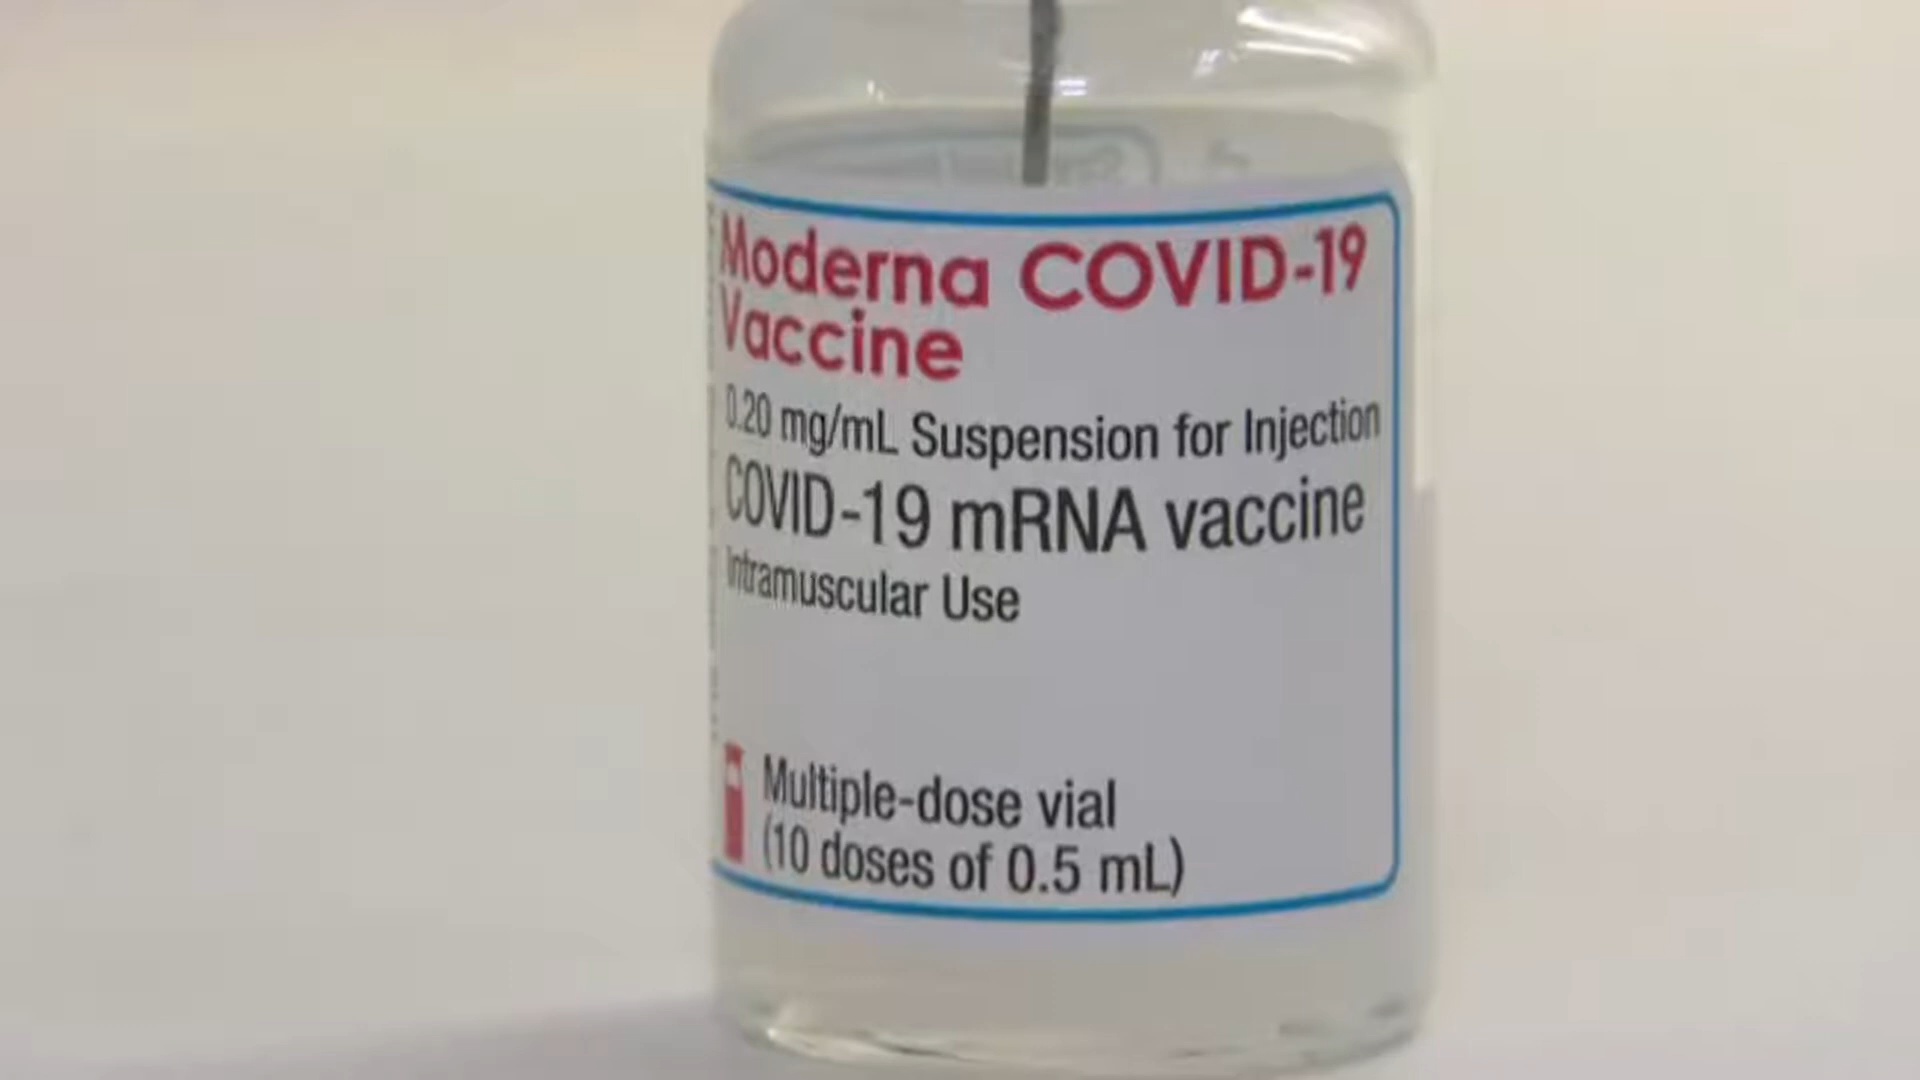 Moderna COVID-19
Vaccine
0.20 mg/mL Suspension for Injection
COVID-19 mRNA vaccine
Intramuscular Use
Multiple-dose vial
(10 doses of 0.5 mL)